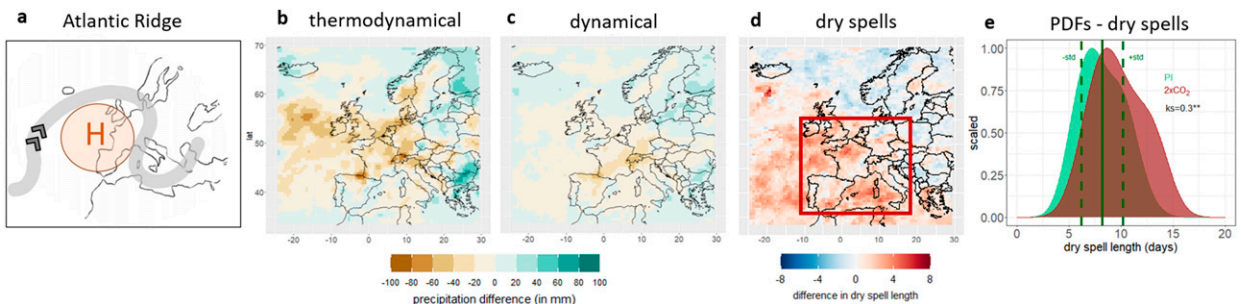 a Atlantic Ridge
H
b thermodynamical
70
60
lat
50
40
-20 -10 0 10 20 30
c dynamical
-20 -10 0 10 20 30
-100 -80 -60 -40 -20 0 20 40 60 80 100
precipitation difference (in mm)
d dry spells
-20 -10 0 10 20 30
-8 -4 0 4 8
difference in dry spell length
e PDFs - dry spells
1.00
0.75
scaled
0.50
0.25
0.00
-std +std
PI
2xCO₂
ks=0.3**
0 5 10 15 20
dry spell length (days)